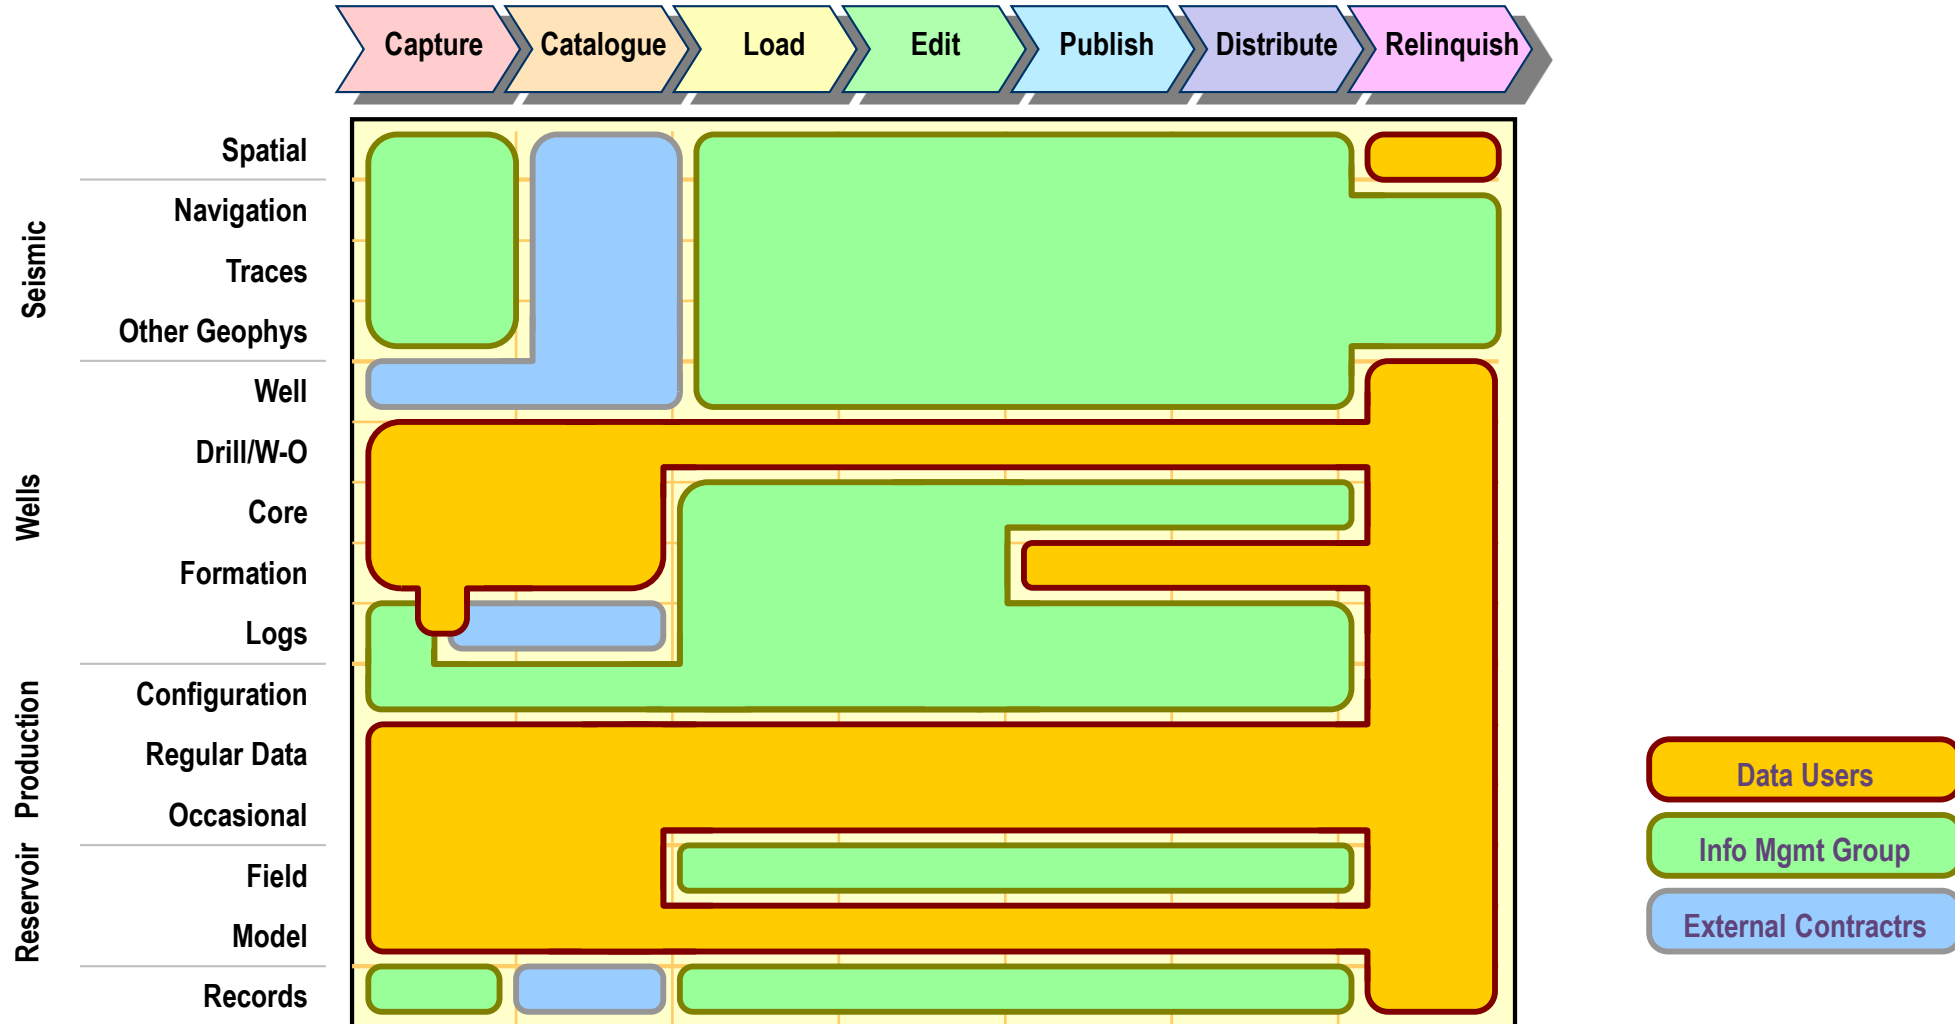 Capture
Catalogue
Load
Edit
Publish
Distribute
Relinquish
Spatial
Seismic
Navigation
Traces
Other Geophys
Wells
Well
Drill/W-O
Core
Formation
Logs
Production
Configuration
Regular Data
Occasional
Reservoir
Field
Model
Records
Data Users
Info Mgmt Group
External Contractrs